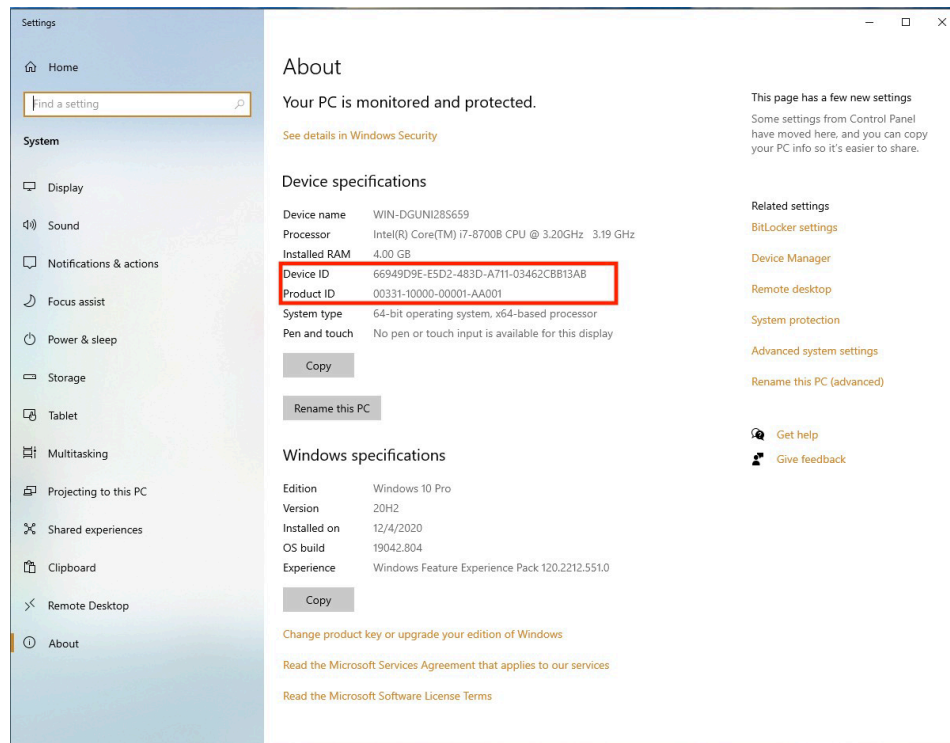 Settings
Home
Find a setting
System
Display
Sound
Notifications & actions
Focus assist
Power & sleep
Storage
Tablet
Multitasking
Projecting to this PC
Shared experiences
Clipboard
Remote Desktop
About
About
Your PC is monitored and protected.
See details in Windows Security
Device specifications
Device name WIN-DGUNI28S659
Processor Intel(R) Core(TM) i7-8700B CPU @ 3.20GHz 3.19 GHz
Installed RAM 4.00 GB
Device ID 66949D9E-E5D2-483D-A711-03462CBB13AB
Product ID 00331-10000-00001-AA001
System type 64-bit operating system, x64-based processor
Pen and touch No pen or touch input is available for this display
Copy
Rename this PC
Windows specifications
Edition Windows 10 Pro
Version 20H2
Installed on 12/4/2020
OS build 19042.804
Experience Windows Feature Experience Pack 120.2212.551.0
Copy
Change product key or upgrade your edition of Windows
Read the Microsoft Services Agreement that applies to our services
Read the Microsoft Software License Terms
This page has a few new settings
Some settings from Control Panel
have moved here, and you can copy
your PC info so it's easier to share.
Related settings
BitLocker settings
Device Manager
Remote desktop
System protection
Advanced system settings
Rename this PC (advanced)
Get help
Give feedback